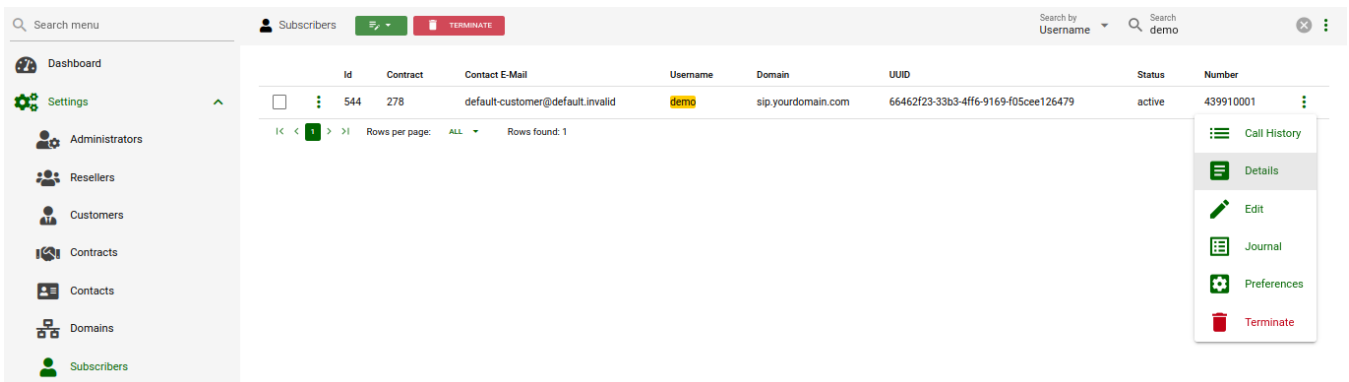 Search menu
Subscribers
TERMINATE
Search by
Username
Search
demo
Dashboard
Settings
Administrators
Resellers
Customers
Contracts
Contacts
Domains
Subscribers
Id Contract Contact E-Mail Username Domain UUID Status Number
544 278 default-customer@default.invalid demo sip.yourdomain.com 66462f23-33b3-4ff6-9169-f05cee126479 active 439910001
1 Rows per page: ALL Rows found: 1
Call History
Details
Edit
Journal
Preferences
Terminate